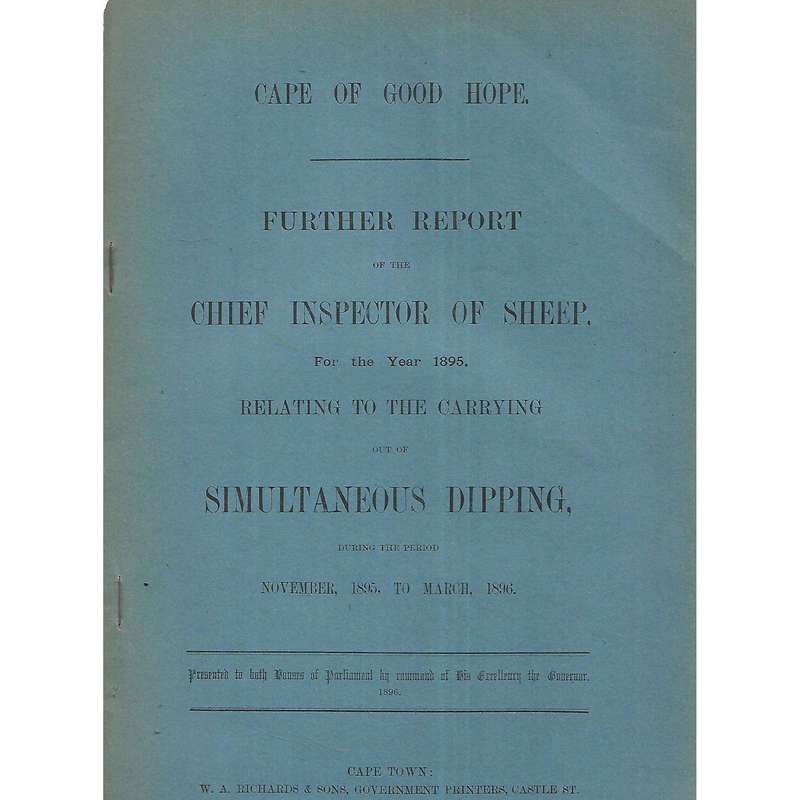 CAPE OF GOOD HOPE.
FURTHER REPORT
OF THE
CHIEF INSPECTOR OF SHEEP,
For the Year 1895,
RELATING TO THE CARRYING
OUT OF
SIMULTANEOUS DIPPING,
DURING THE PERIOD
NOVEMBER, 1895, TO MARCH, 1896.
Presented to both Houses of Parliament by command of His Excellency the Governor.
1896.
CAPE TOWN:
W. A. RICHARDS & SONS, GOVERNMENT PRINTERS, CASTLE ST.